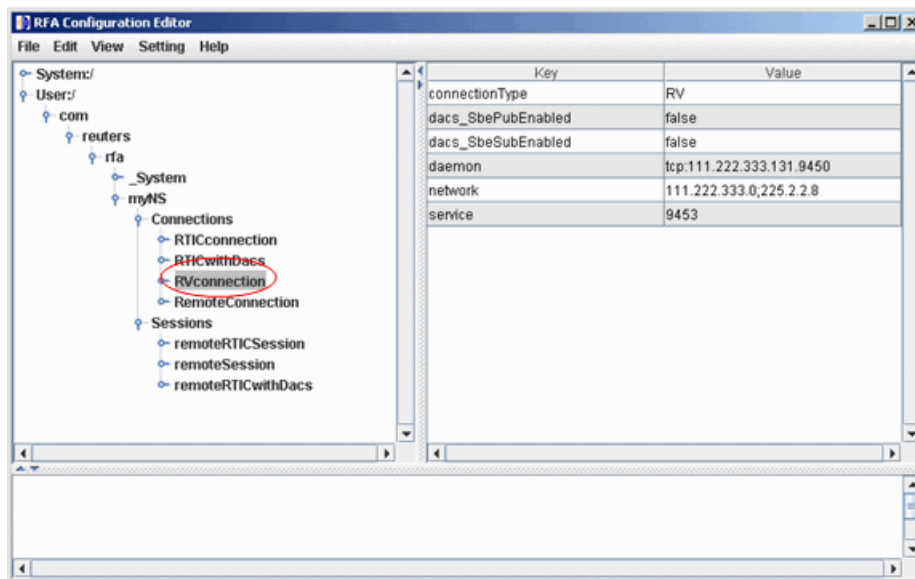 RFA Configuration Editor
File Edit View Setting Help
System:/
User:/
com
reuters
rfa
_System
myNS
Connections
RTICconnection
RTICwithDacs
RVconnection
RemoteConnection
Sessions
remoteRTICSession
remoteSession
remoteRTICwithDacs
Key Value
connectionType RV
dacs_SbePubEnabled false
dacs_SbeSubEnabled false
daemon tcp:111.222.333.131.9450
network 111.222.333.0;225.2.2.8
service 9453